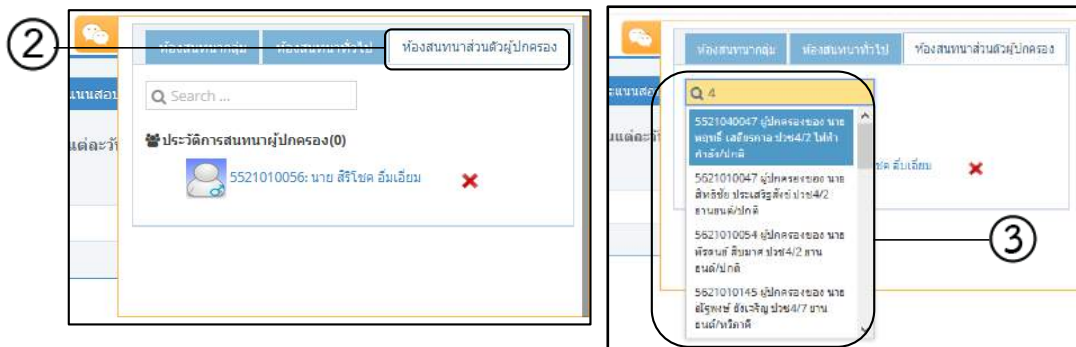 ②
ห้องสนทนากลุ่ม ห้องสนทนาทั่วไป ห้องสนทนาส่วนตัวผู้ปกครอง
Search ...
ประวัติการสนทนาผู้ปกครอง(0)
5521010056: นาย สิริโชค อิ่มเอี่ยม
ห้องสนทนากลุ่ม ห้องสนทนาทั่วไป ห้องสนทนาส่วนตัวผู้ปกครอง
4
5521040047 ผู้ปกครองของ นาย
ปวช4/2 ไฟฟ้า
กำลัง/ปกติ
5621010047 ผู้ปกครองของ นาย
สิทธิชัย ปวช4/2
ยานยนต์/ปกติ
5621010054 ผู้ปกครองของ นาย
ปวช4/2 ยาน
ยนต์/ปกติ
5621010145 ผู้ปกครองของ นาย
ปวช4/7 ยาน
ยนต์/ทวิภาคี
③